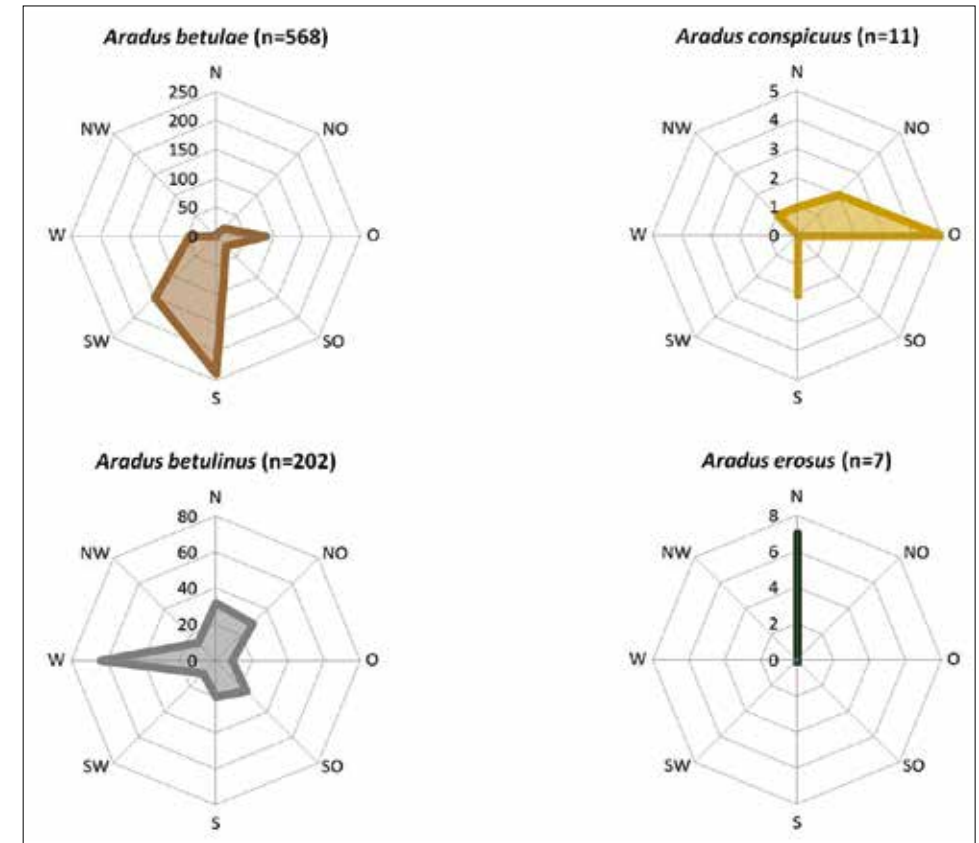 Aradus betulae (n=568)
N
NO
O
SO
S
SW
W
NW
250
200
150
100
50
0
Aradus conspicuus (n=11)
N
NO
O
SO
S
SW
W
NW
5
4
3
2
1
0
Aradus betulinus (n=202)
N
NO
O
SO
S
SW
W
NW
80
60
40
20
0
Aradus erosus (n=7)
N
NO
O
SO
S
SW
W
NW
8
6
4
2
0